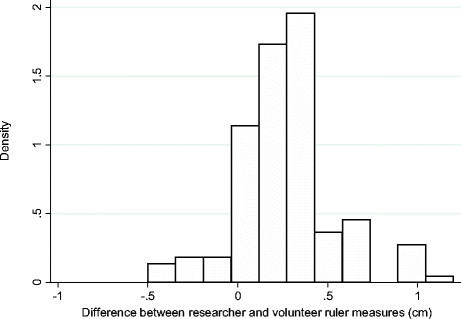 2
1.5
1
.5
0
Density
-1 -.5 0 .5 1
Difference between researcher and volunteer ruler measures (cm)